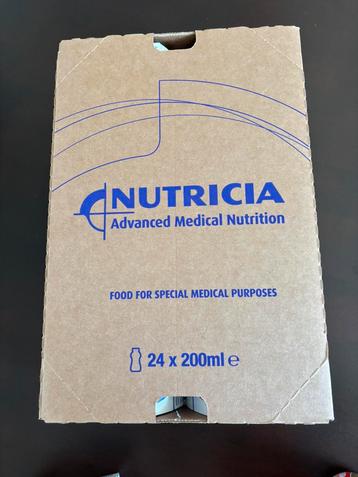 NUTRICIA
Advanced Medical Nutrition
FOOD FOR SPECIAL MEDICAL PURPOSES
24 x 200ml ℮